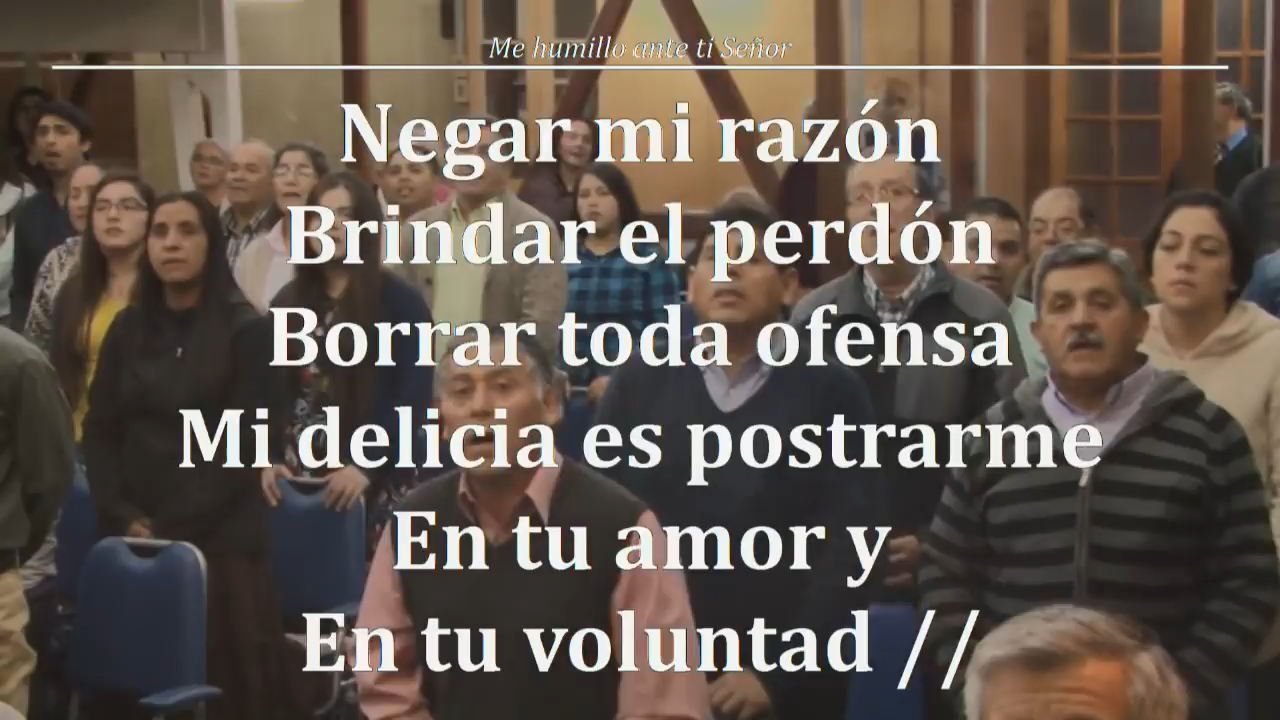 Me humillo ante ti Señor
Negar mi razón
Brindar el perdón
Borrar toda ofensa
Mi delicia es postrarme
En tu amor y
En tu voluntad //